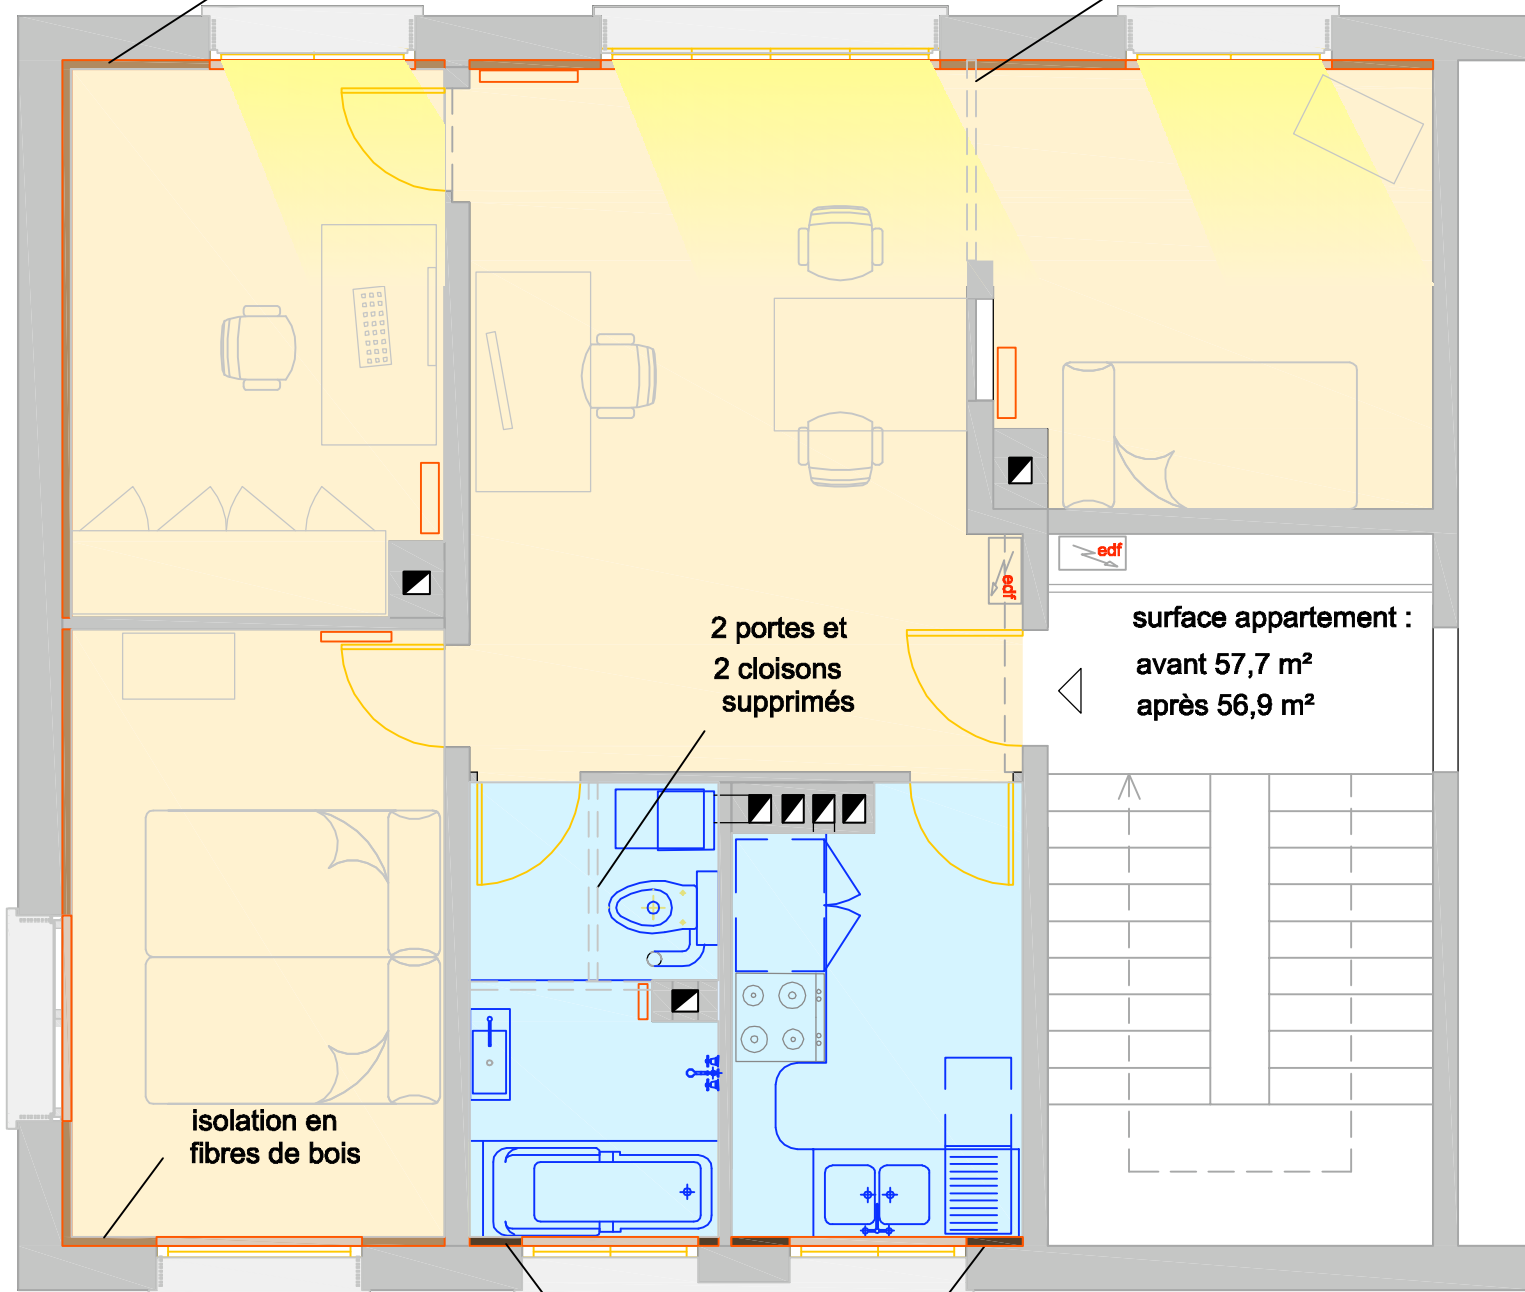 edf
edf
surface appartement :
avant 57,7 m²
après 56,9 m²
2 portes et
2 cloisons
supprimés
isolation en
fibres de bois